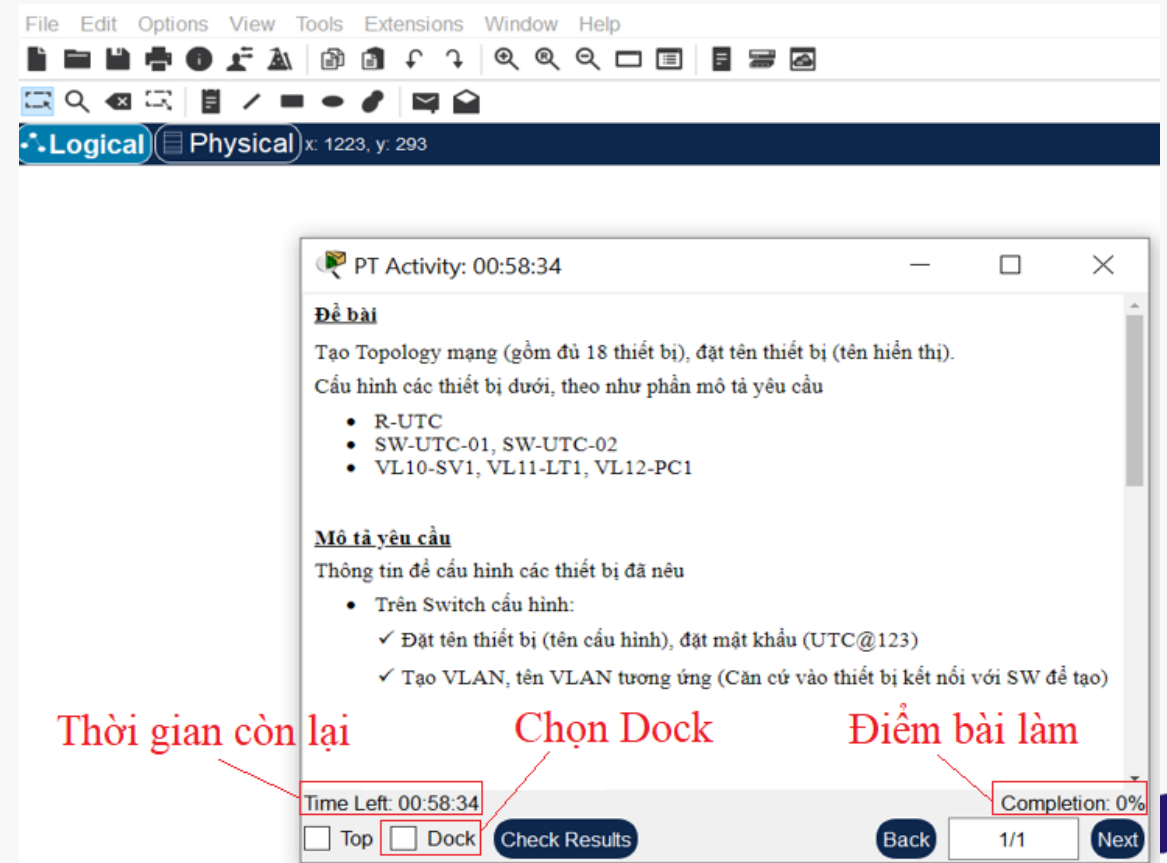 File Edit Options View Tools Extensions Window Help
Logical Physical x: 1223, y: 293
PT Activity: 00:58:34
Đề bài
Tạo Topology mạng (gồm đủ 18 thiết bị), đặt tên thiết bị (tên hiển thị).
Cấu hình các thiết bị dưới, theo như phần mô tả yêu cầu
• R-UTC
• SW-UTC-01, SW-UTC-02
• VL10-SV1, VL11-LT1, VL12-PC1
Mô tả yêu cầu
Thông tin để cấu hình các thiết bị đã nêu
• Trên Switch cấu hình:
✓ Đặt tên thiết bị (tên cấu hình), đặt mật khẩu (UTC@123)
✓ Tạo VLAN, tên VLAN tương ứng (Căn cứ vào thiết bị kết nối với SW để tạo)
Thời gian còn lại Chọn Dock Điểm bài làm
Time Left: 00:58:34 Completion: 0%
Top Dock Check Results Back 1/1 Next